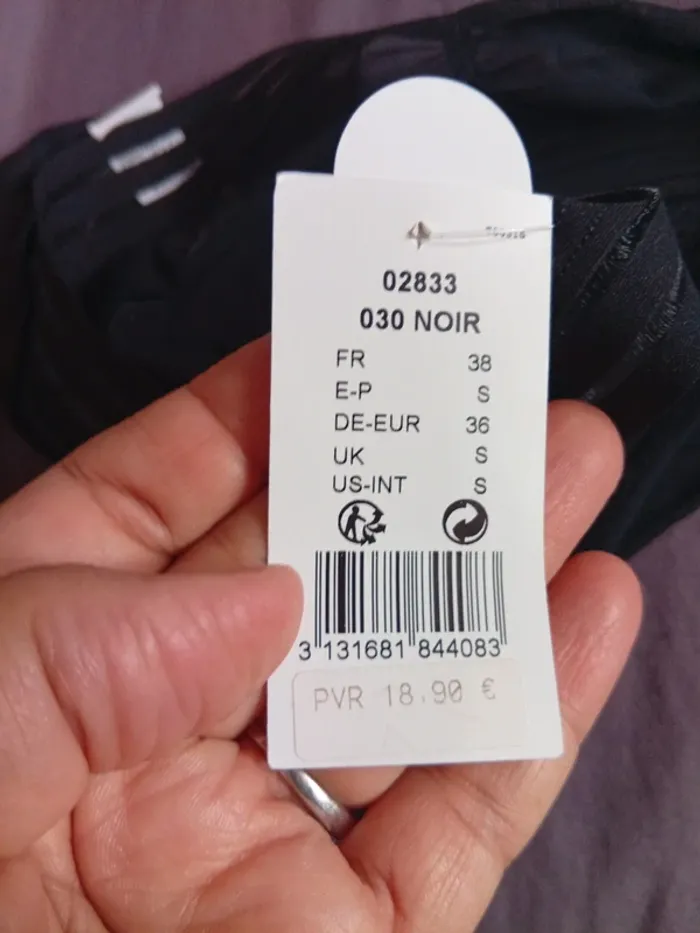 02833
030 NOIR
FR 38
E-P S
DE-EUR 36
UK S
US-INT S
3 131681 844083
PVR 18.90 €